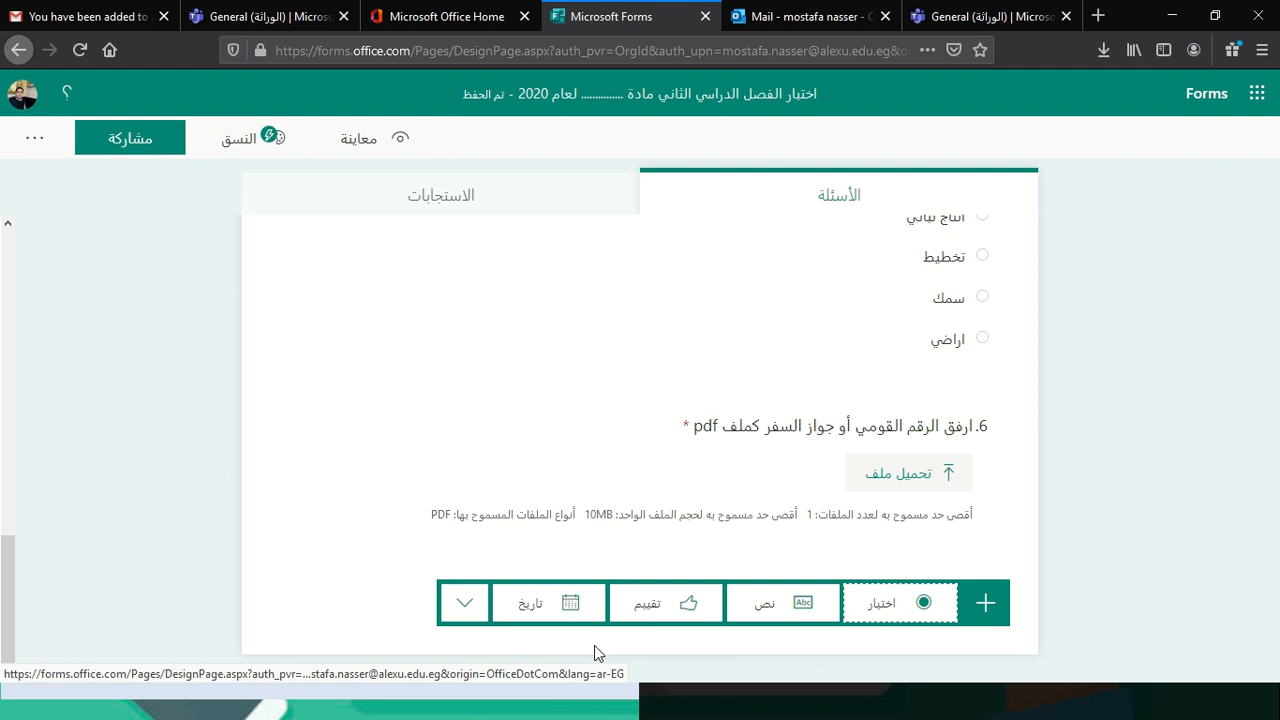 You have been added to a
General (الوراثة) | Microso
Microsoft Office Home
Microsoft Forms
Mail - mostafa nasser - O
General (الوراثة) | Microso
https://forms.office.com/Pages/DesignPage.aspx?auth_pvr=OrgId&auth_upn=mostafa.nasser@alexu.edu.eg&o
Forms
اختبار الفصل الدراسي الثاني مادة ............... لعام 2020 - تم الحفظ
؟
معاينة
النسق
مشاركة
الأسئلة
الاستجابات
انتاج نباتي
تخطيط
سمك
اراضي
6. ارفق الرقم القومي أو جواز السفر كملف pdf *
تحميل ملف
أقصى حد مسموح به لعدد الملفات: 1 أقصى حد مسموح به لحجم الملف الواحد: 10MB أنواع الملفات المسموح بها: PDF
اختيار
Abc نص
تقييم
تاريخ
https://forms.office.com/Pages/DesignPage.aspx?auth_pvr=...stafa.nasser@alexu.edu.eg&origin=OfficeDotCom&lang=ar-EG